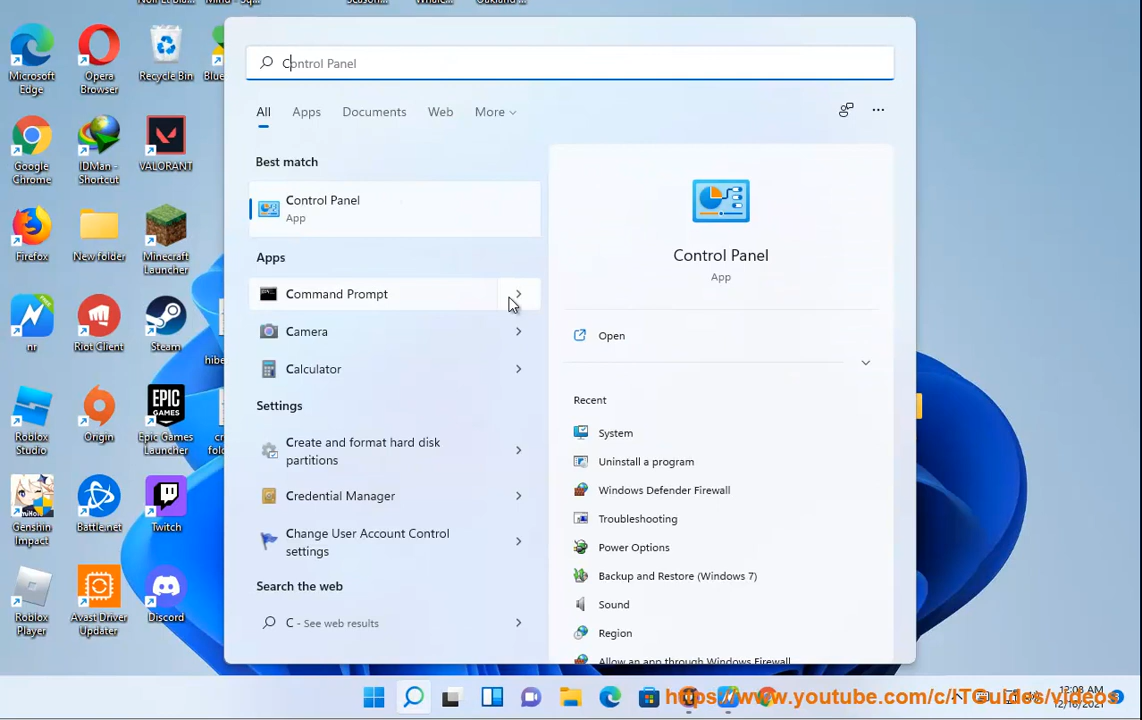 Control Panel
All Apps Documents Web More
Best match
Control Panel
App
Apps
Command Prompt
Camera
Calculator
Settings
Create and format hard disk
partitions
Credential Manager
Change User Account Control
settings
Search the web
C - See web results
Control Panel
App
Open
Recent
System
Uninstall a program
Windows Defender Firewall
Troubleshooting
Power Options
Backup and Restore (Windows 7)
Sound
Region
Allow an app through Windows Firewall
Microsoft
Edge
Opera
Browser
Recycle Bin
Google
Chrome
IDMan -
Shortcut
VALORANT
Firefox
New folder
Minecraft
Launcher
nr
Riot Client
Steam
Roblox
Studio
Origin
Epic Games
Launcher
Genshin
Impact
Battle.net
Twitch
Roblox
Player
Avast Driver
Updater
Discord
https://www.youtube.com/c/ITGuides/videos
12:08 AM
12/16/2021